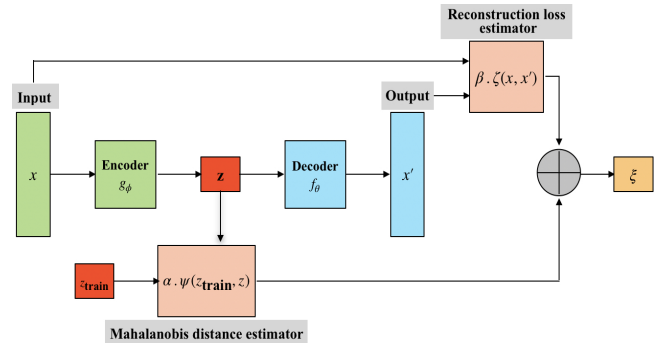 Reconstruction loss
estimator
β . ζ(x, x′)
Input
Output
x
Encoder
g_ϕ
z
Decoder
f_θ
x′
ξ
z_train
α . ψ(z_train, z)
Mahalanobis distance estimator